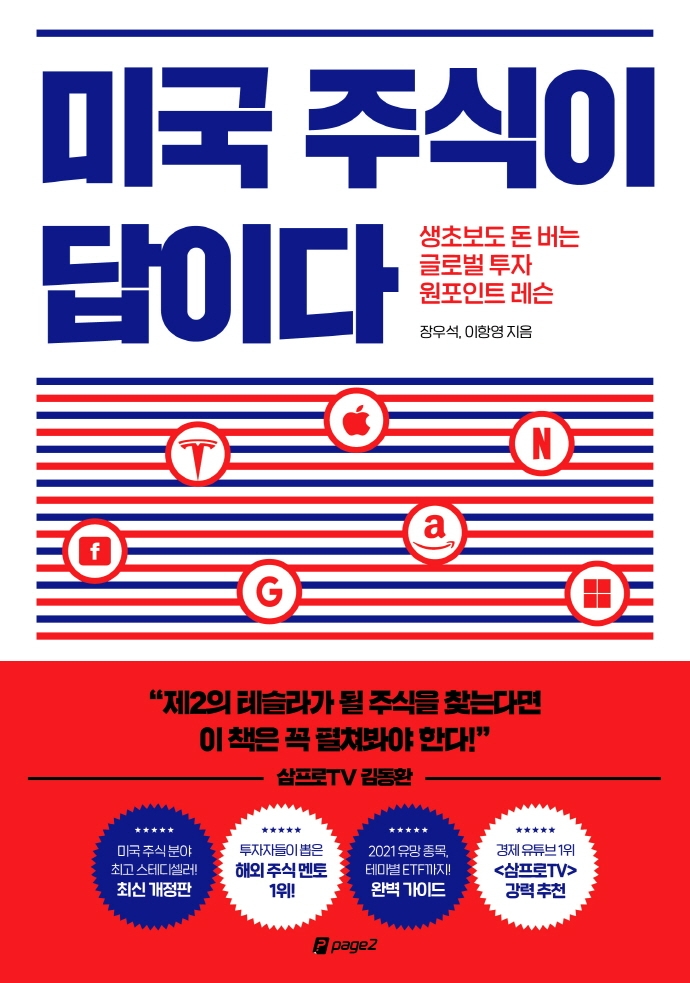 미국 주식이
답이다
생초보도 돈 버는
글로벌 투자
원포인트 레슨
장우석, 이항영 지음
N
a
f
G
“제2의 테슬라가 될 주식을 찾는다면
이 책은 꼭 펼쳐봐야 한다!”
삼프로TV 김동환
미국 주식 분야
최고 스테디셀러!
최신 개정판
투자자들이 뽑은
해외 주식 멘토
1위!
2021 유망 종목,
테마별 ETF까지!
완벽 가이드
경제 유튜브 1위
<삼프로TV>
강력 추천
page2